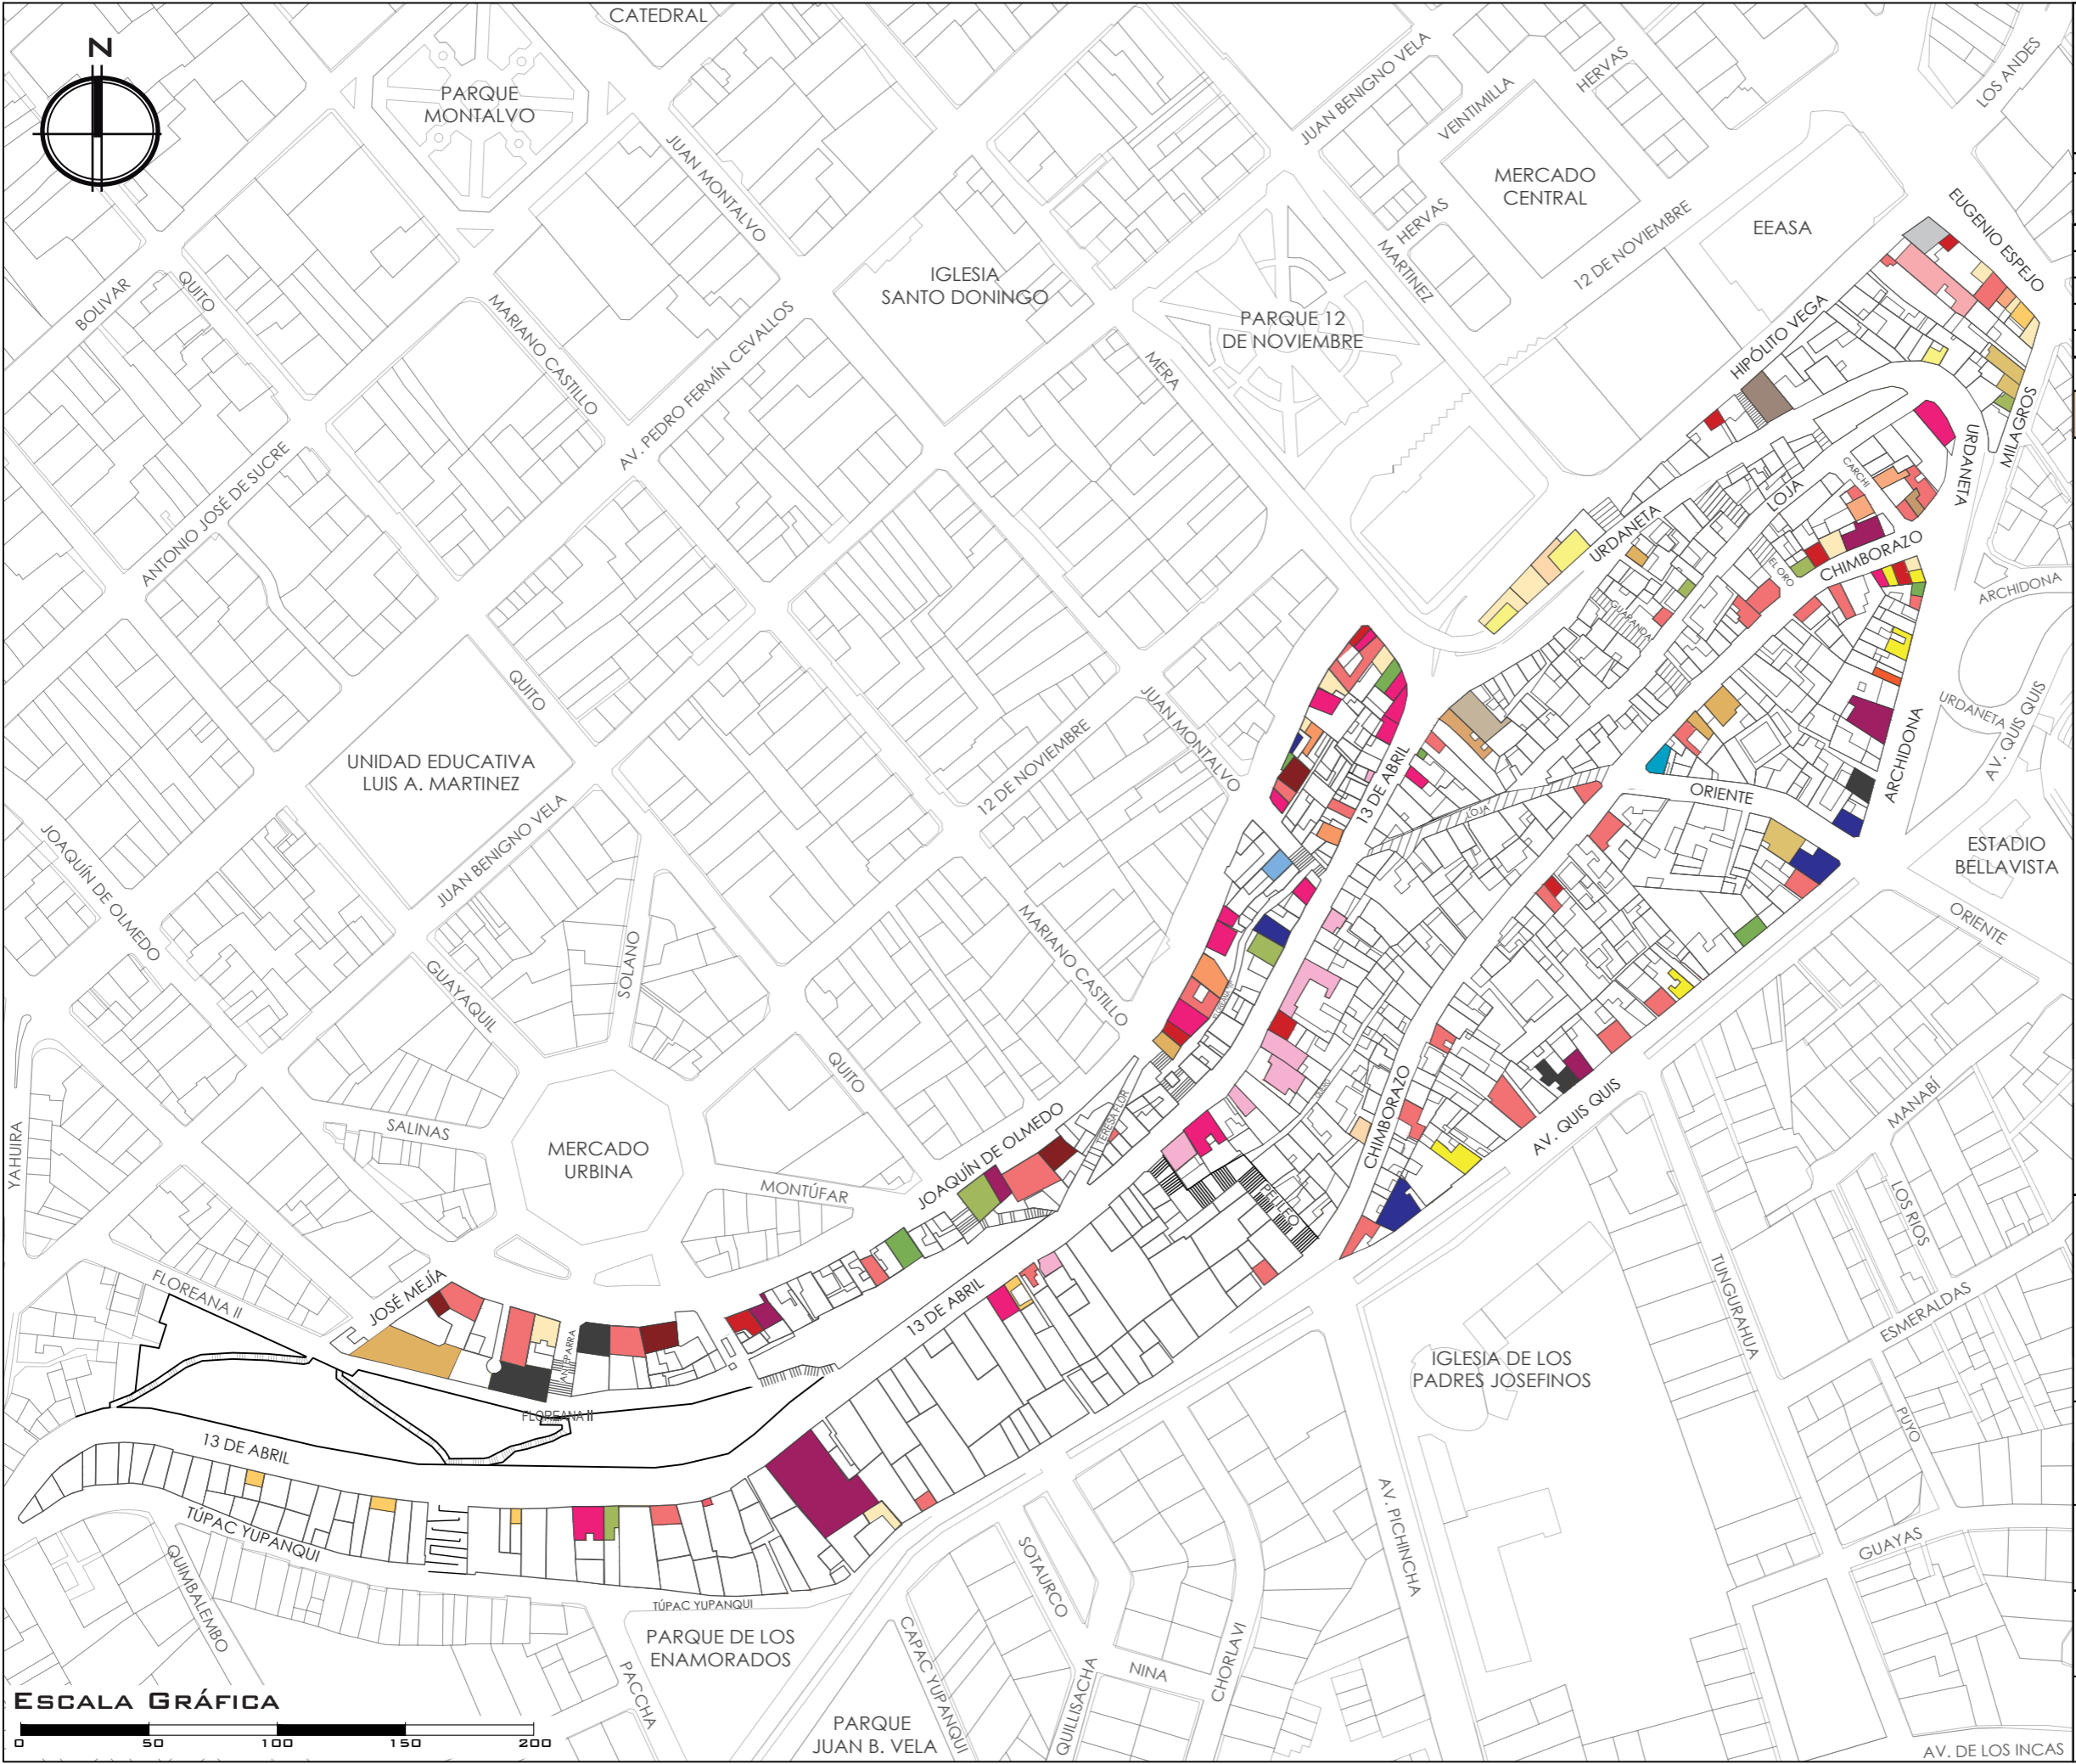 CATEDRAL
N
PARQUE
MONTALVO
JUAN MONTALVO
JUAN BENIGNO VELA
VEINTIMILLA
HERVAS
LOS ANDES
MERCADO
CENTRAL
HERVAS
MARTINEZ
12 DE NOVIEMBRE
EEASA
EUGENIO ESPEJO
BOLIVAR
QUITO
MARIANO CASTILLO
AV. PEDRO FERMÍN CEVALLOS
IGLESIA
SANTO DONINGO
PARQUE 12
DE NOVIEMBRE
MERA
HIPÓLITO VEGA
MILAGROS
URDANETA
ANTONIO JOSÉ DE SUCRE
CARCHI
LOJA
URDANETA
EL ORO
CHIMBORAZO
ARCHIDONA
GUARANDA
QUITO
JUAN MONTALVO
12 DE NOVIEMBRE
UNIDAD EDUCATIVA
LUIS A. MARTINEZ
JUAN BENIGNO VELA
JOAQUÍN DE OLMEDO
13 DE ABRIL
LOJA
ORIENTE
ARCHIDONA
URDANETA
AV. QUIS QUIS
ESTADIO
BELLAVISTA
ORIENTE
MARIANO CASTILLO
SOLANO
GUAYAQUIL
QUITO
YAHUIRA
SALINAS
MERCADO
URBINA
MONTÚFAR
JOAQUÍN DE OLMEDO
TERESA FLOR
PELILEO
CHIMBORAZO
AV. QUIS QUIS
MANABÍ
LOS RIOS
TUNGURAHUA
ESMERALDAS
FLOREANA II
JOSÉ MEJÍA
ANTEPARRA
FLOREANA II
13 DE ABRIL
IGLESIA DE LOS
PADRES JOSEFINOS
PUYO
13 DE ABRIL
TÚPAC YUPANQUI
QUIMBALEMBO
TÚPAC YUPANQUI
PARQUE DE LOS
ENAMORADOS
PACCHA
CAPAC YUPANQUI
SOTAURCO
QUILLISACHA
NINA
CHORLAVI
AV. PICHINCHA
GUAYAS
PARQUE
JUAN B. VELA
AV. DE LOS INCAS
ESCALA GRÁFICA
0 50 100 150 200